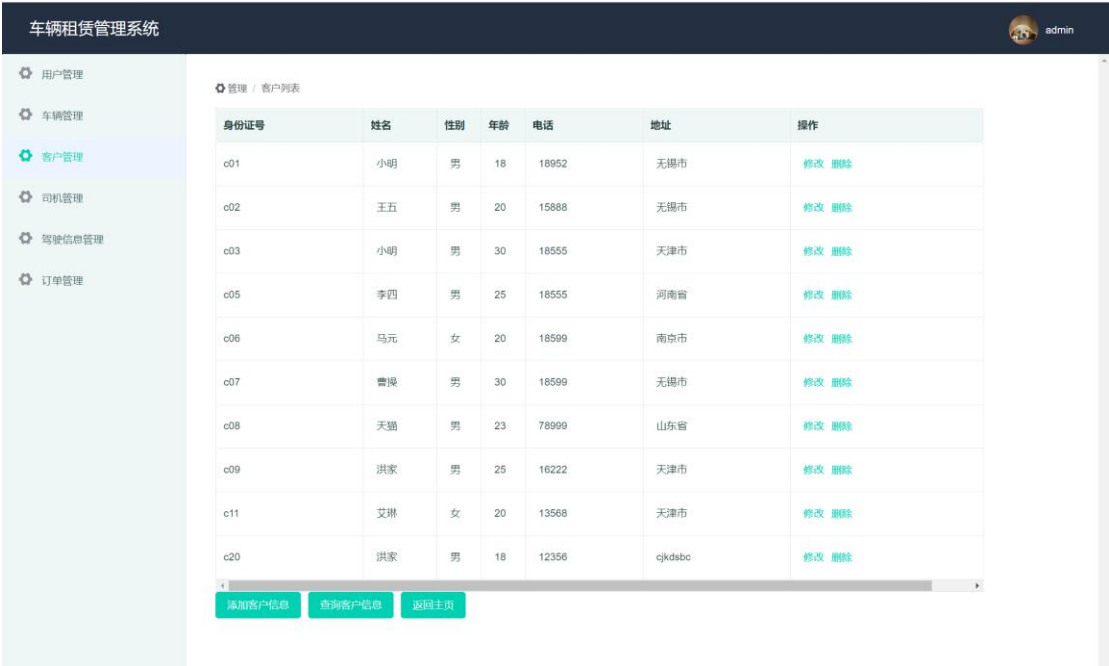 车辆租赁管理系统
admin
用户管理
车辆管理
客户管理
司机管理
驾驶信息管理
订单管理
管理 / 客户列表
身份证号 姓名 性别 年龄 电话 地址 操作
c01 小明 男 18 18952 无锡市 修改 删除
c02 王五 男 20 15888 无锡市 修改 删除
c03 小明 男 30 18555 天津市 修改 删除
c05 李四 男 25 18555 河南省 修改 删除
c06 马元 女 20 18599 南京市 修改 删除
c07 曹操 男 30 18599 无锡市 修改 删除
c08 天猫 男 23 78999 山东省 修改 删除
c09 洪家 男 25 16222 天津市 修改 删除
c11 艾琳 女 20 13568 天津市 修改 删除
c20 洪家 男 18 12356 cjkdsbc 修改 删除
添加客户信息 查询客户信息 返回主页